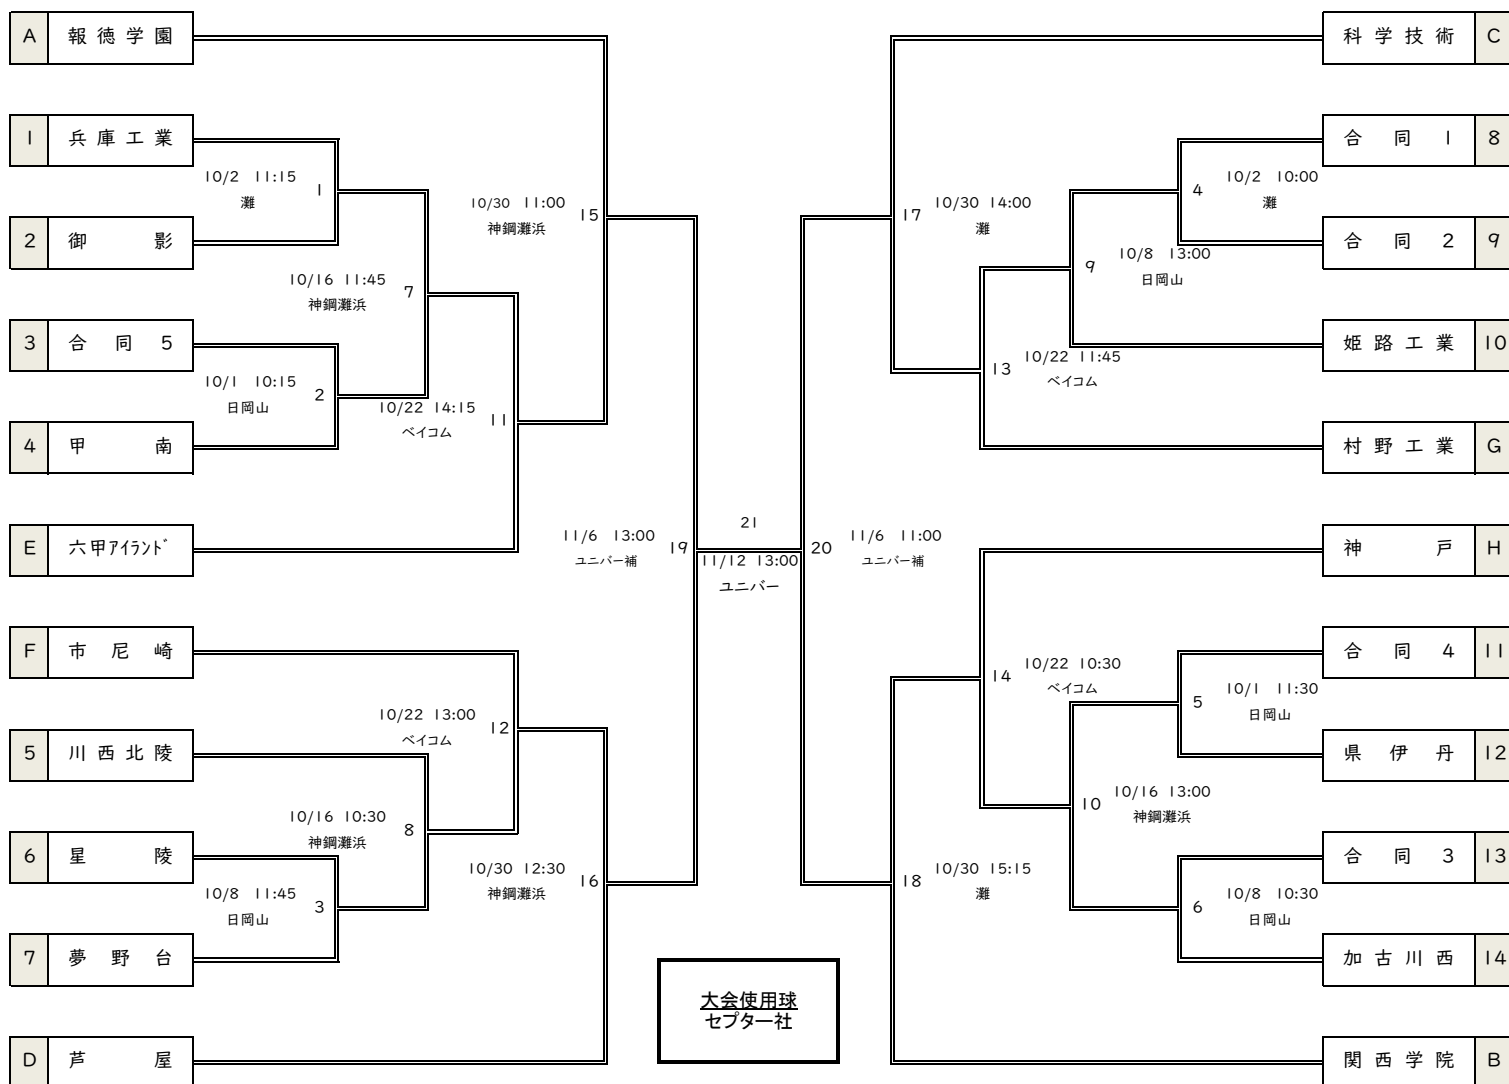 A 報徳学園
1 兵庫工業
10/2 11:15
1
灘
2 御影
10/16 11:45
7
神鋼灘浜
3 合同5
10/1 10:15
2
日岡山
4 甲南
10/22 14:15
11
ベイコム
E 六甲アイランド
10/30 11:00
15
神鋼灘浜
F 市尼崎
10/22 13:00
12
ベイコム
5 川西北陵
10/16 10:30
8
神鋼灘浜
6 星陵
10/8 11:45
3
日岡山
7 夢野台
10/30 12:30
16
神鋼灘浜
D 芦屋
11/6 13:00
19
ユニバー補
21
11/12 13:00
ユニバー
20
11/6 11:00
ユニバー補
大会使用球
セプター社
科学技術 C
17
10/30 14:00
灘
合同1 8
4
10/2 10:00
灘
合同2 9
9
10/8 13:00
日岡山
姫路工業 10
13
10/22 11:45
ベイコム
村野工業 G
神戸 H
14
10/22 10:30
ベイコム
合同4 11
5
10/1 11:30
日岡山
県伊丹 12
10
10/16 13:00
神鋼灘浜
合同3 13
6
10/8 10:30
日岡山
加古川西 14
18
10/30 15:15
灘
関西学院 B